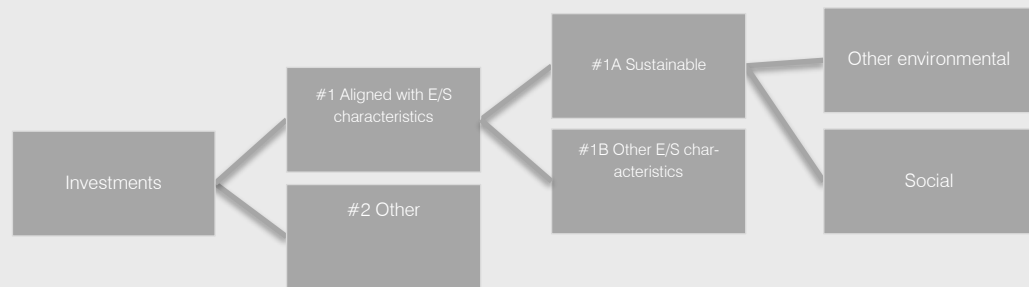 Investments
#1 Aligned with E/S
characteristics
#2 Other
#1A Sustainable
#1B Other E/S char-
acteristics
Other environmental
Social